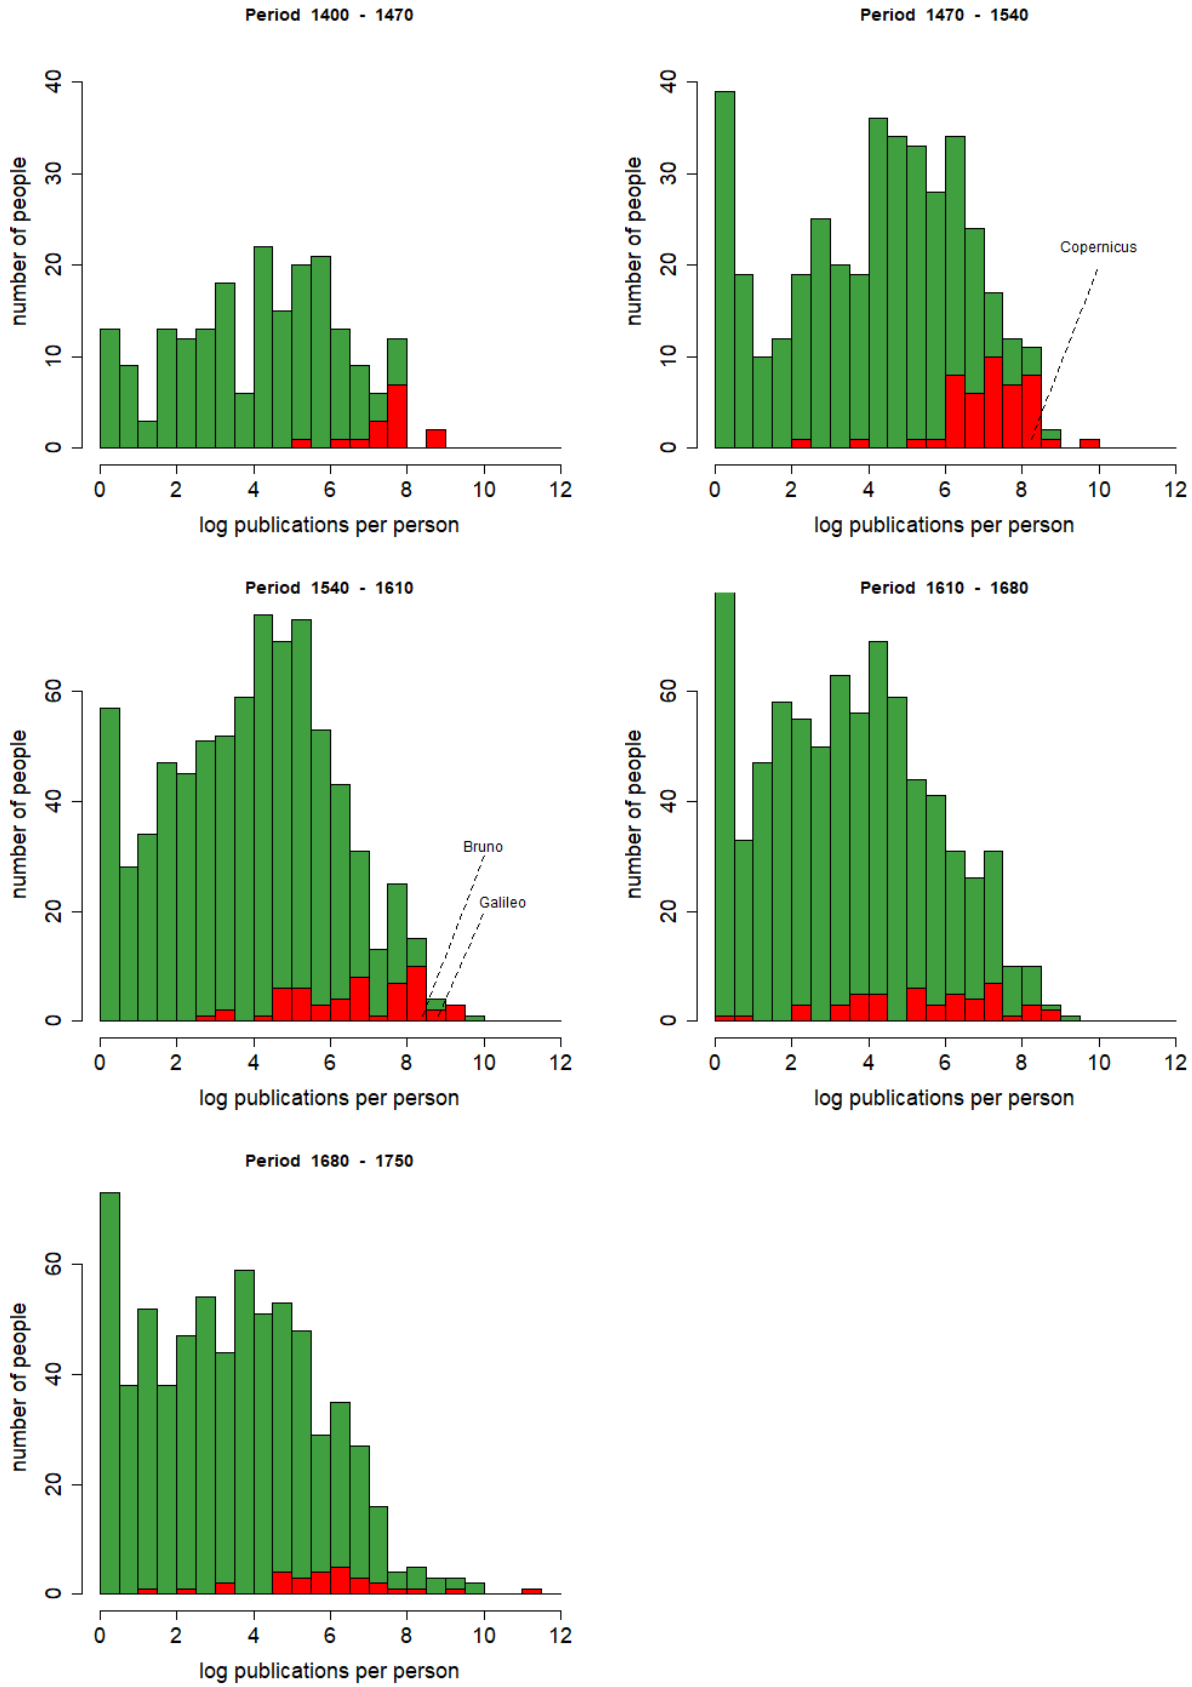 Period 1400 - 1470
number of people
0 10 20 30 40
0 2 4 6 8 10 12
log publications per person
Period 1470 - 1540
number of people
0 10 20 30 40
Copernicus
0 2 4 6 8 10 12
log publications per person
Period 1540 - 1610
number of people
0 20 40 60
Bruno
Galileo
0 2 4 6 8 10 12
log publications per person
Period 1610 - 1680
number of people
0 20 40 60
0 2 4 6 8 10 12
log publications per person
Period 1680 - 1750
number of people
0 20 40 60
0 2 4 6 8 10 12
log publications per person